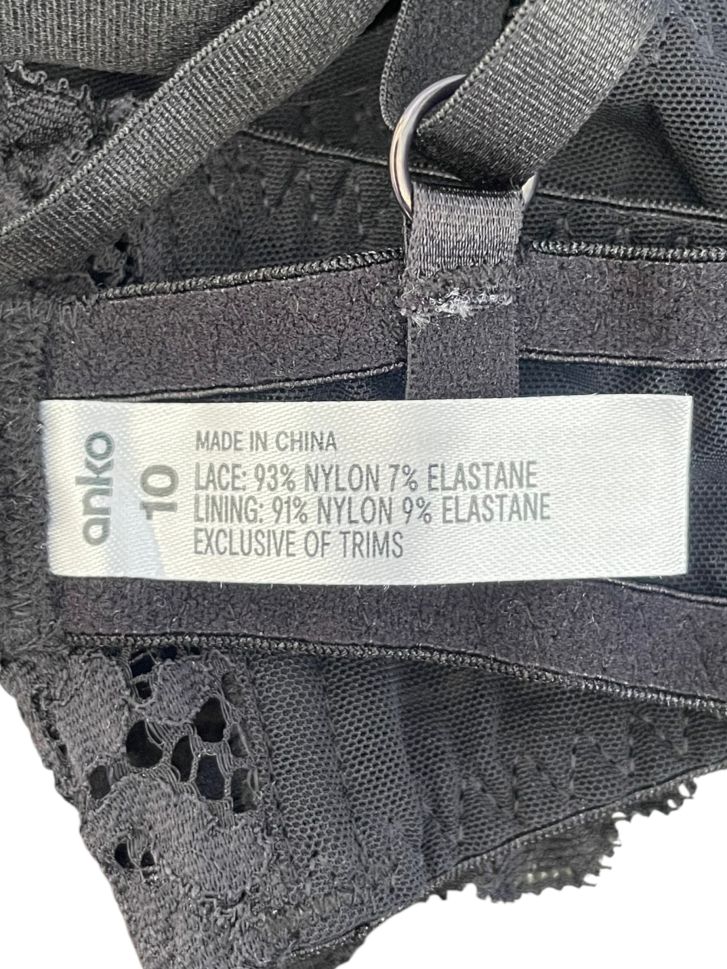 anko
10
MADE IN CHINA
LACE: 93% NYLON 7% ELASTANE
LINING: 91% NYLON 9% ELASTANE
EXCLUSIVE OF TRIMS